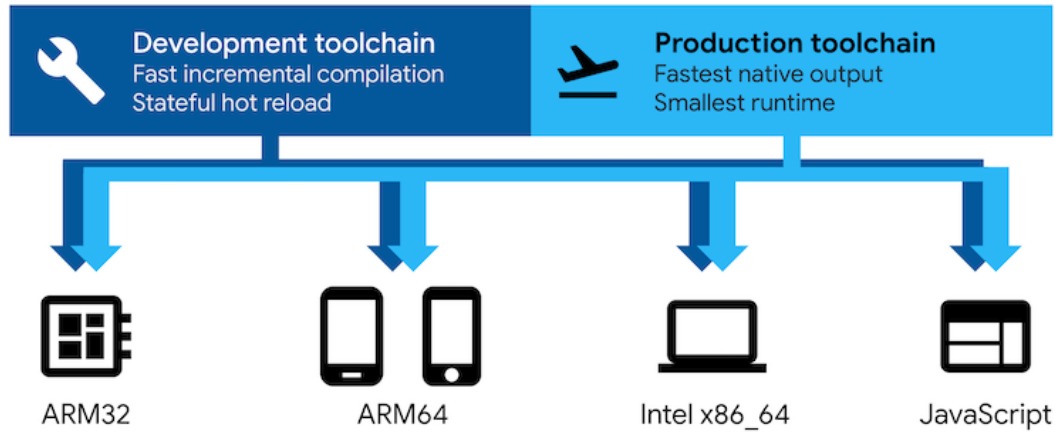 Development toolchain
Fast incremental compilation
Stateful hot reload
Production toolchain
Fastest native output
Smallest runtime
ARM32
ARM64
Intel x86_64
JavaScript